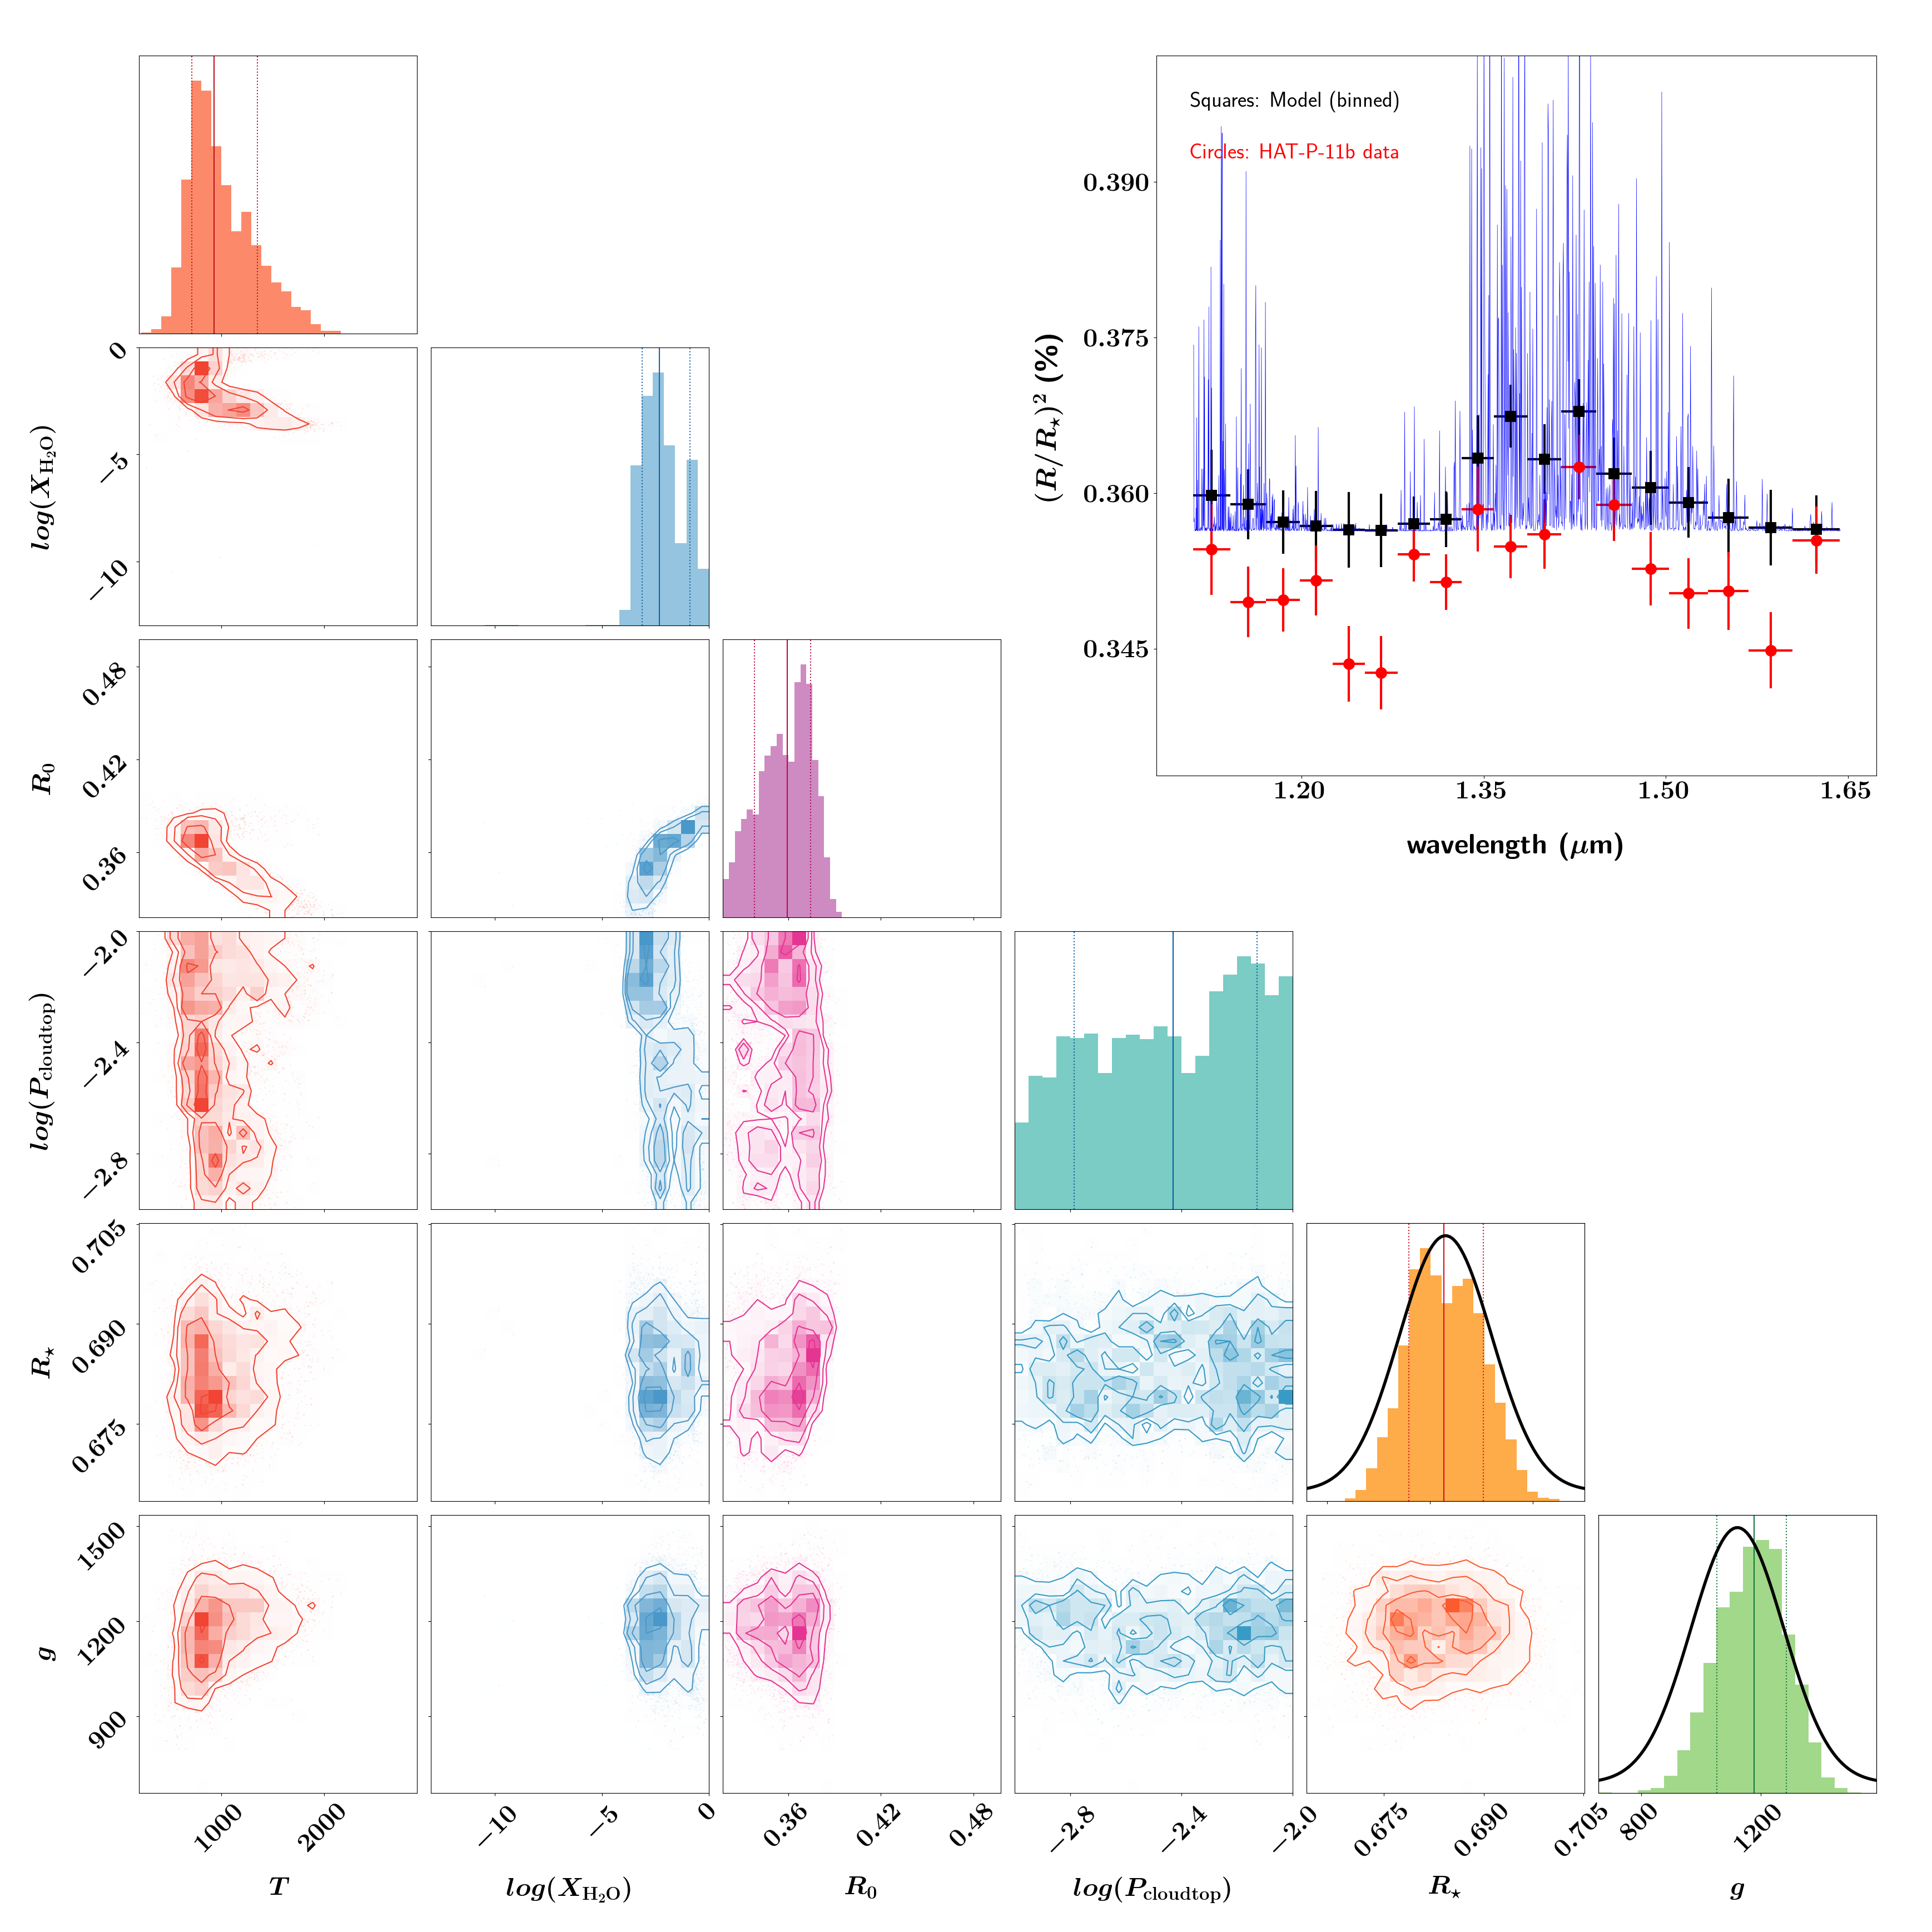 Squares: Model (binned)
Circles: HAT-P-11b data
0.390
0.375
0.360
0.345
(R/R⋆)² (%)
1.20 1.35 1.50 1.65
wavelength (μm)
0
−5
−10
log(X_H₂O)
0.48
0.42
0.36
R₀
−2.0
−2.4
−2.8
log(P_cloudtop)
0.705
0.690
0.675
R⋆
1500
1200
900
g
1000 2000 −10 −5 0 0.36 0.42 0.48 −2.8 −2.4 −2.0 0.675 0.690 0.705 800 1200
T log(X_H₂O) R₀ log(P_cloudtop) R⋆ g